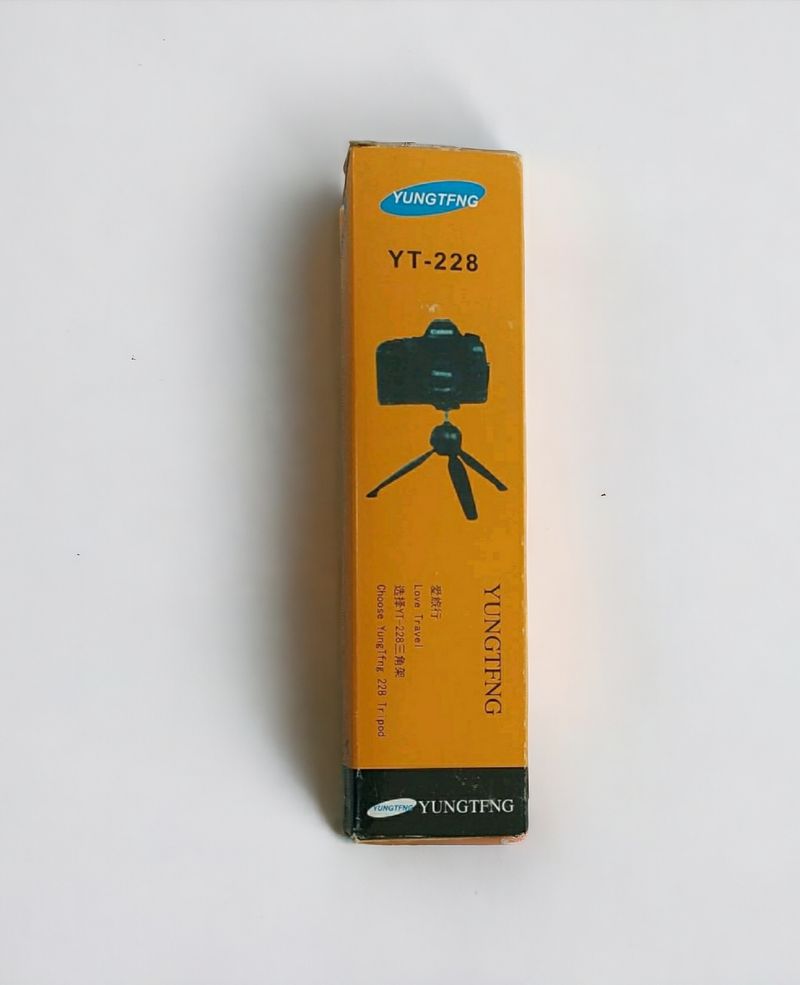 YUNGTFNG
YT-228
Canon
YUNGTFNG
爱旅行
Love Travel
选择YT-228三角架
Choose YungTfng 228 Tripod
YUNGTFNG
YUNGTFNG